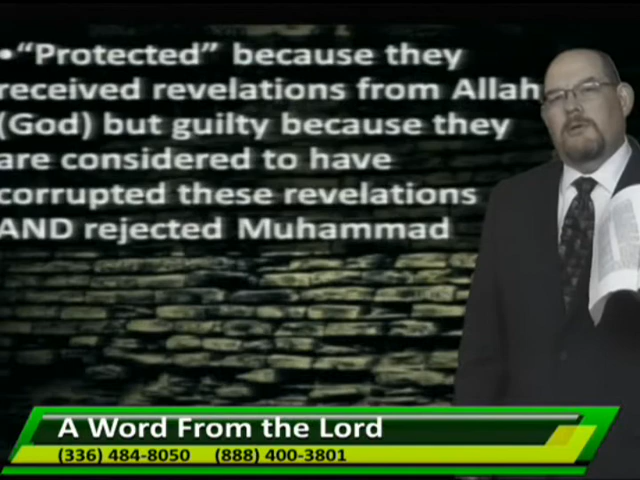 •“Protected” because they
received revelations from Allah
(God) but guilty because they
are considered to have
corrupted these revelations
AND rejected Muhammad
A Word From the Lord
(336) 484-8050 (888) 400-3801